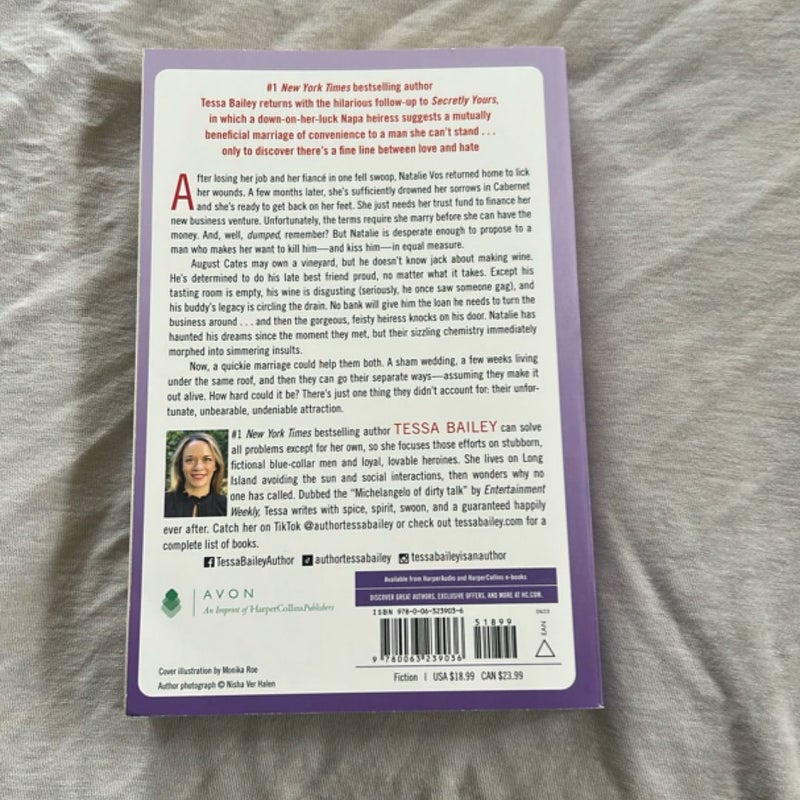 #1 New York Times bestselling author
Tessa Bailey returns with the hilarious follow-up to Secretly Yours,
in which a down-on-her-luck Napa heiress suggests a mutually
beneficial marriage of convenience to a man she can't stand . . .
only to discover there's a fine line between love and hate
After losing her job and her fiancé in one fell swoop, Natalie Vos returned home to lick
her wounds. A few months later, she's sufficiently drowned her sorrows in Cabernet
and she's ready to get back on her feet. She just needs her trust fund to finance her
new business venture. Unfortunately, the terms require she marry before she can have the
money. And, well, dumped, remember? But Natalie is desperate enough to propose to a
man who makes her want to kill him—and kiss him—in equal measure.
August Cates may own a vineyard, but he doesn't know jack about making wine.
He's determined to do his late best friend proud, no matter what it takes. Except his
tasting room is empty, his wine is disgusting (seriously, he once saw someone gag), and
his buddy's legacy is circling the drain. No bank will give him the loan he needs to turn the
business around . . . and then the gorgeous, feisty heiress knocks on his door. Natalie has
haunted his dreams since the moment they met, but their sizzling chemistry immediately
morphed into simmering insults.
Now, a quickie marriage could help them both. A sham wedding, a few weeks living
under the same roof, and then they can go their separate ways—assuming they make it
out alive. How hard could it be? There's just one thing they didn't account for: their unfor-
tunate, unbearable, undeniable attraction.
#1 New York Times bestselling author TESSA BAILEY can solve
all problems except for her own, so she focuses those efforts on stubborn,
fictional blue-collar men and loyal, lovable heroines. She lives on Long
Island avoiding the sun and social interactions, then wonders why no
one has called. Dubbed the "Michelangelo of dirty talk" by Entertainment
Weekly, Tessa writes with spice, spirit, swoon, and a guaranteed happily
ever after. Catch her on TikTok @authortessabailey or check out tessabailey.com for a
complete list of books.
TessaBaileyAuthor authortessabailey tessabaileyisanauthor
AVON
An Imprint of HarperCollinsPublishers
Available from HarperAudio and HarperCollins e-books
DISCOVER GREAT AUTHORS, EXCLUSIVE OFFERS, AND MORE AT HC.COM.
ISBN 978-0-06-323903-6
0623
51899
EAN
9 780063 239036
Cover illustration by Monika Roe
Author photograph © Nisha Ver Halen
Fiction | USA $18.99 CAN $23.99